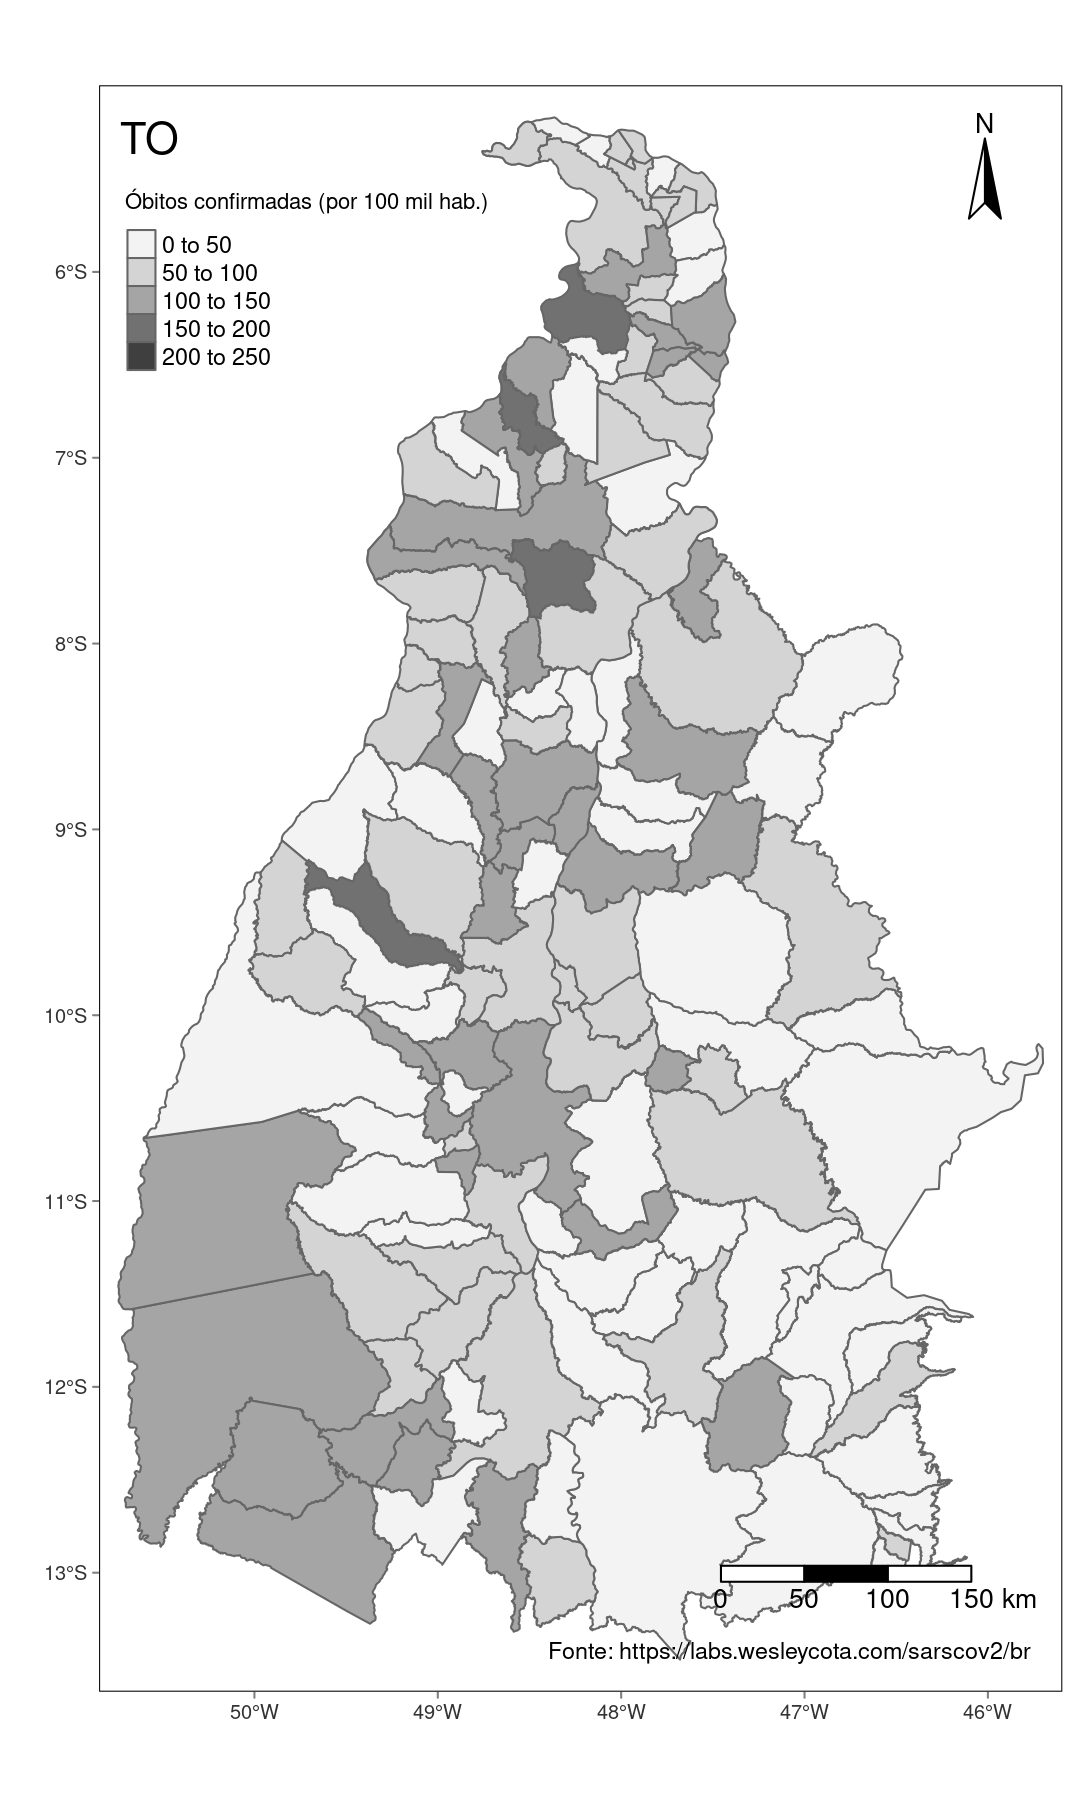 TO
N
Óbitos confirmadas (por 100 mil hab.)
0 to 50
50 to 100
100 to 150
150 to 200
200 to 250
6°S
7°S
8°S
9°S
10°S
11°S
12°S
13°S
0 50 100 150 km
Fonte: https://labs.wesleycota.com/sarscov2/br
50°W 49°W 48°W 47°W 46°W